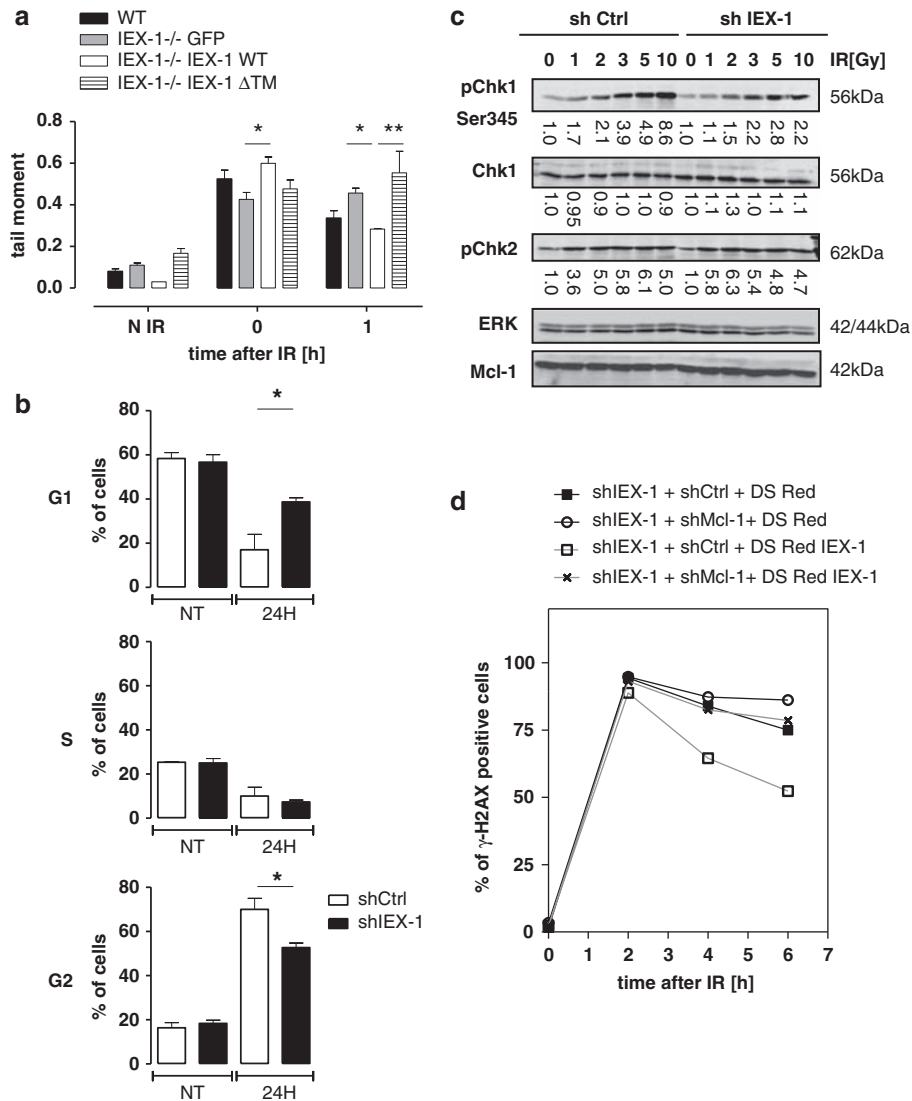 a
WT
IEX-1-/- GFP
IEX-1-/- IEX-1 WT
IEX-1-/- IEX-1 ΔTM
tail moment
0.8
0.6
0.4
0.2
0.0
* * **
N IR 0 1
time after IR [h]
b
G1
% of cells
80
60
40
20
0
*
NT 24H
S
% of cells
80
60
40
20
0
NT 24H
G2
% of cells
80
60
40
20
0
*
shCtrl
shIEX-1
NT 24H
c
sh Ctrl sh IEX-1
0 1 2 3 5 10 0 1 2 3 5 10 IR[Gy]
pChk1 56kDa
Ser345
1.0 1.7 2.1 3.9 4.9 8.6 1.0 1.1 1.5 2.2 2.8 2.2
Chk1 56kDa
1.0 0.95 0.9 1.0 1.0 0.9 1.0 1.1 1.3 1.0 1.1 1.1
pChk2 62kDa
1.0 3.6 5.0 5.8 6.1 5.0 1.0 5.8 6.3 5.4 4.8 4.7
ERK 42/44kDa
Mcl-1 42kDa
d
shIEX-1 + shCtrl + DS Red
shIEX-1 + shMcl-1+ DS Red
shIEX-1 + shCtrl + DS Red IEX-1
shIEX-1 + shMcl-1+ DS Red IEX-1
% of γ-H2AX positive cells
100
75
50
25
0
0 1 2 3 4 5 6 7
time after IR [h]